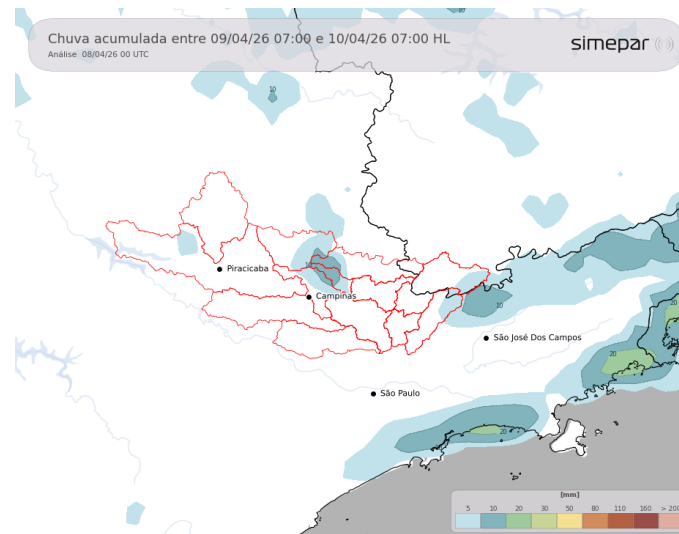 Chuva acumulada entre 09/04/26 07:00 e 10/04/26 07:00 HL
Análise 08/04/26 00 UTC
simepar
10
Piracicaba
10
Campinas
10
São José Dos Campos
20
20
São Paulo
20
[mm]
5 10 20 30 50 80 110 160 > 200